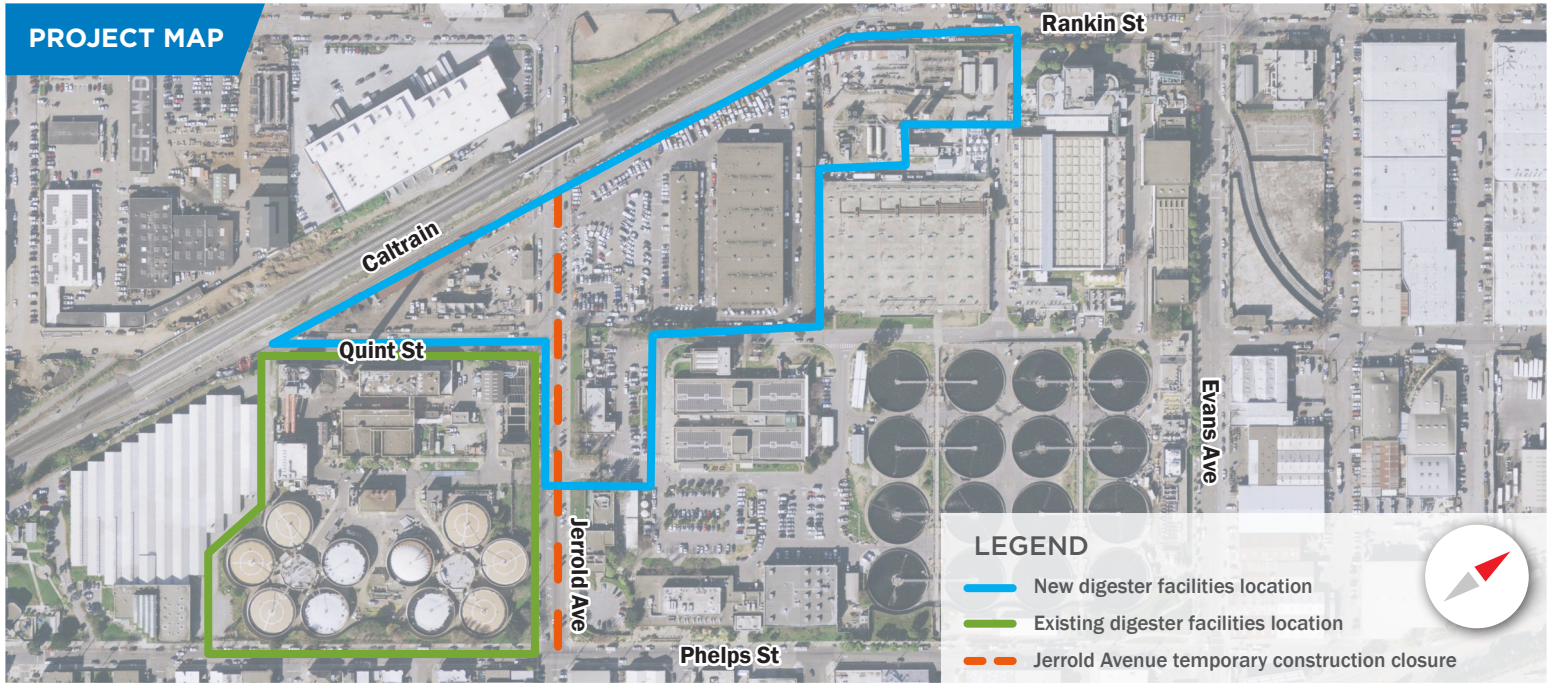 PROJECT MAP
Rankin St
S.F.W.D
Caltrain
Quint St
Evans Ave
Jerrold Ave
Phelps St
LEGEND
New digester facilities location
Existing digester facilities location
Jerrold Avenue temporary construction closure